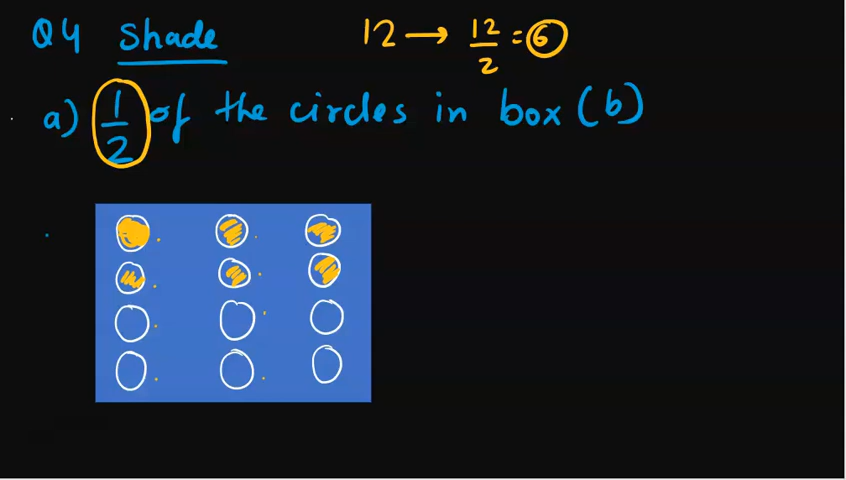 Q4 Shade 12 → 12/2 = 6
a) 1/2 of the circles in box (b)